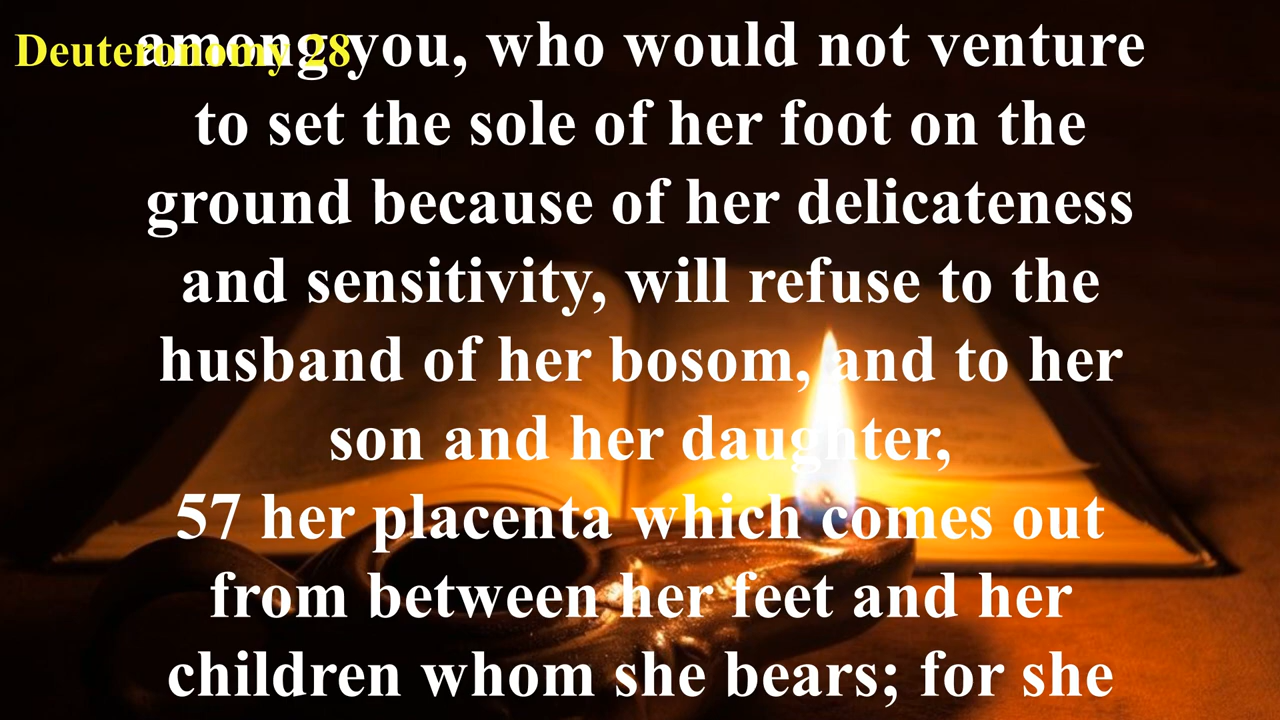 Deuteronomy 28
among you, who would not venture
to set the sole of her foot on the
ground because of her delicateness
and sensitivity, will refuse to the
husband of her bosom, and to her
son and her daughter,
57 her placenta which comes out
from between her feet and her
children whom she bears; for she